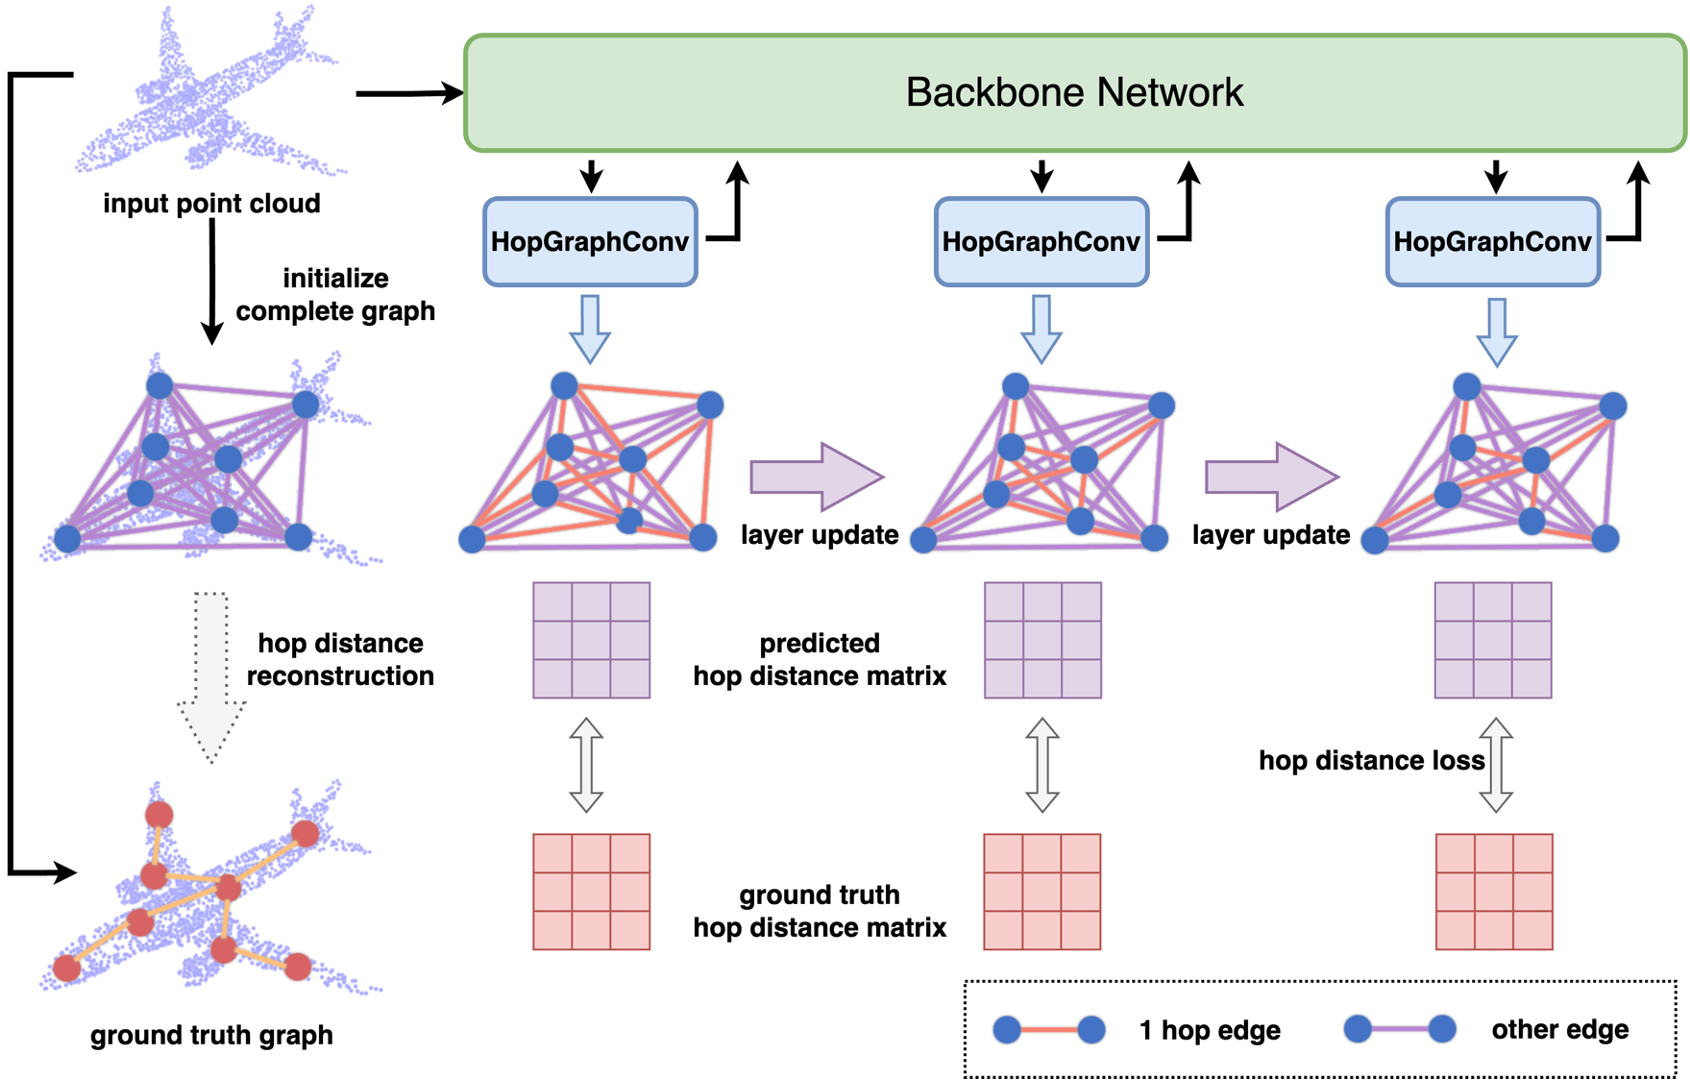 Backbone Network
input point cloud
HopGraphConv
HopGraphConv
HopGraphConv
initialize
complete graph
layer update
layer update
hop distance
reconstruction
predicted
hop distance matrix
hop distance loss
ground truth
hop distance matrix
ground truth graph
1 hop edge
other edge